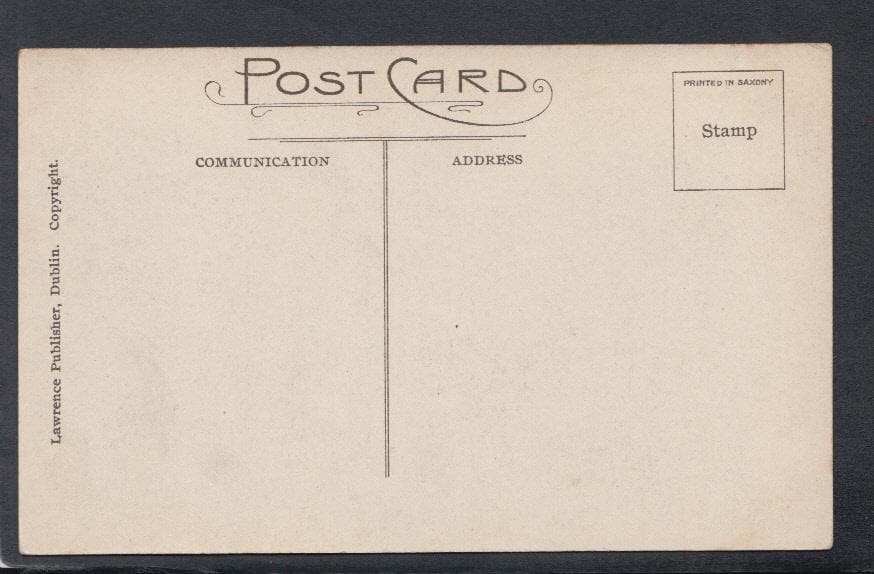 POST CARD
PRINTED IN SAXONY
Stamp
COMMUNICATION
ADDRESS
Lawrence Publisher, Dublin. Copyright.